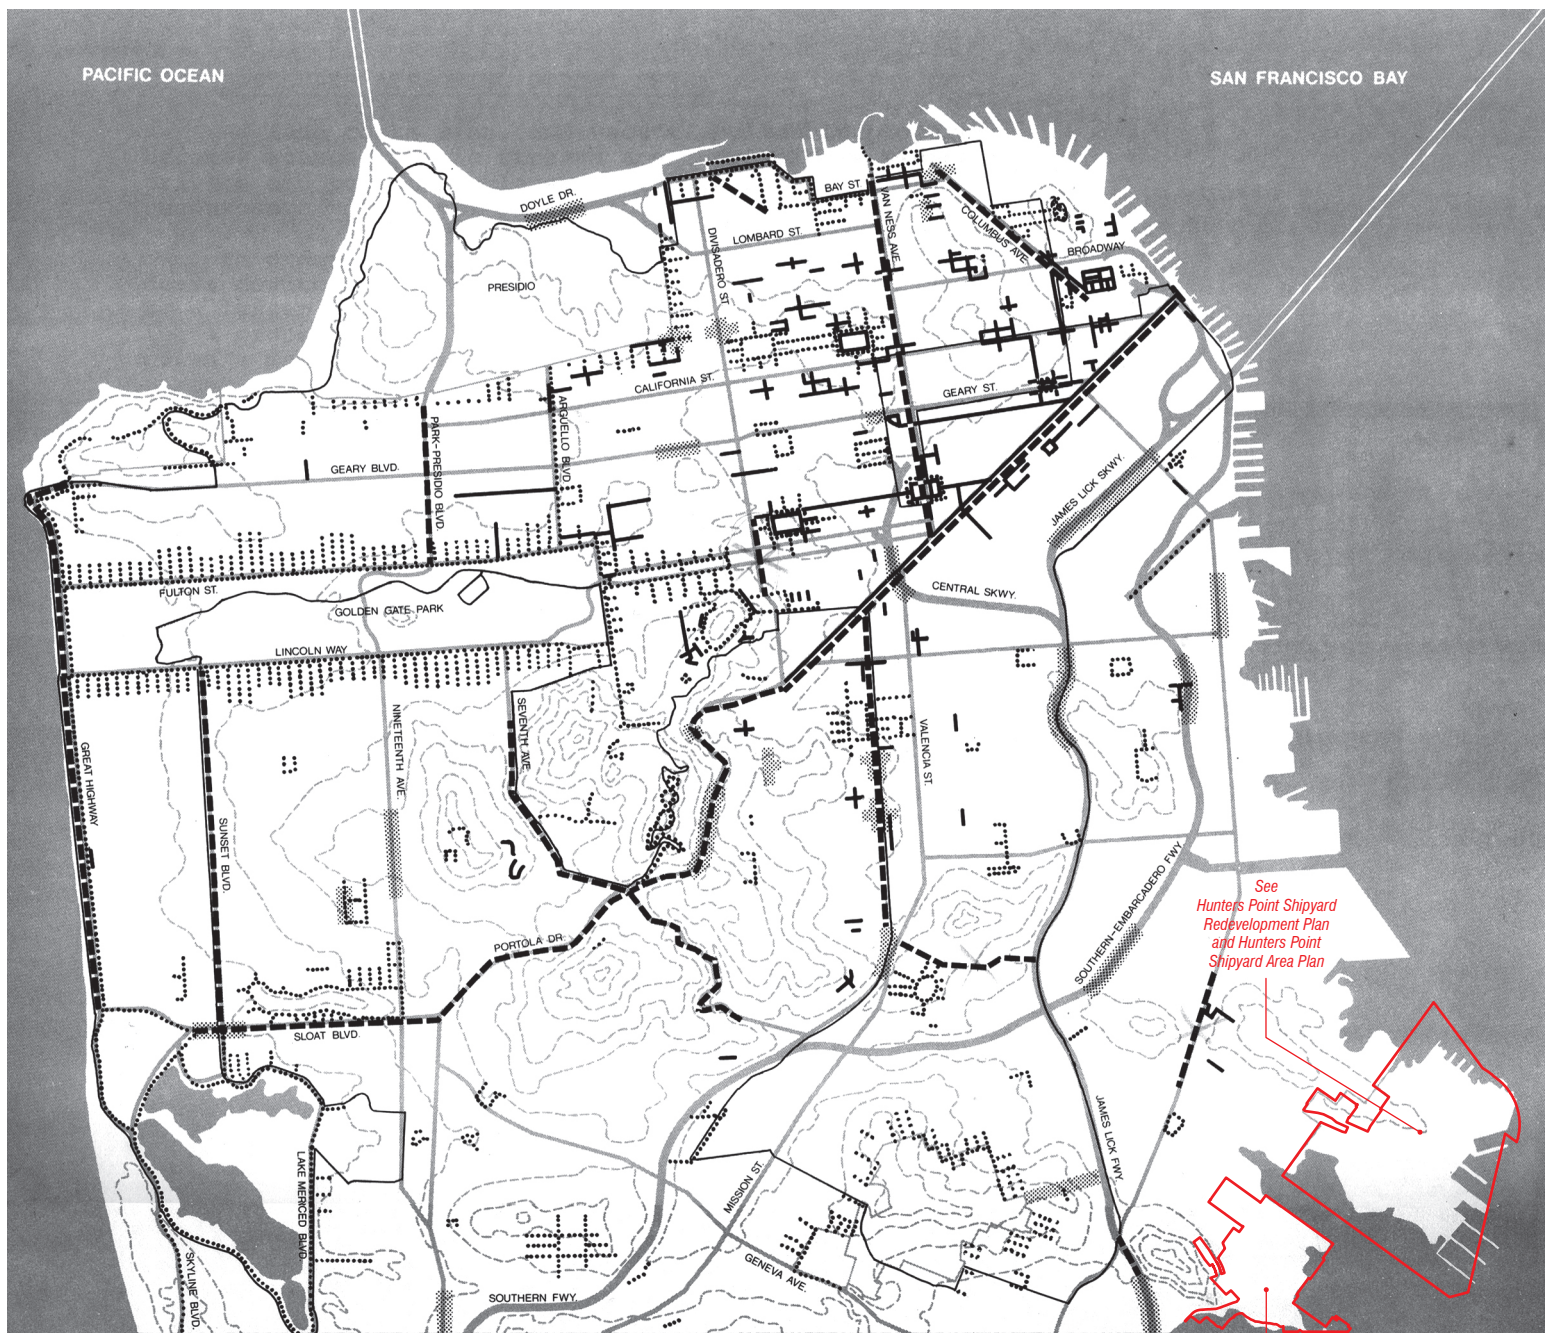 PACIFIC OCEAN
SAN FRANCISCO BAY
DOYLE DR.
BAY ST.
VAN NESS AVE.
COLUMBUS AVE.
LOMBARD ST.
DIVISADERO ST.
BROADWAY
PRESIDIO
CALIFORNIA ST.
GEARY ST.
ARGUELLO BLVD.
PARK-PRESIDIO BLVD.
GEARY BLVD.
JAMES LICK SKWY.
FULTON ST.
GOLDEN GATE PARK
CENTRAL SKWY.
LINCOLN WAY
GREAT HIGHWAY
SUNSET BLVD.
NINETEENTH AVE.
SEVENTH AVE.
VALENCIA ST.
SOUTHERN-EMBARCADERO FWY.
See
Hunters Point Shipyard
Redevelopment Plan
and Hunters Point
Shipyard Area Plan
PORTOLA DR.
SLOAT BLVD.
LAKE MERCED BLVD.
JAMES LICK FWY.
MISSION ST.
GENEVA AVE.
SKYLINE BLVD.
SOUTHERN FWY.